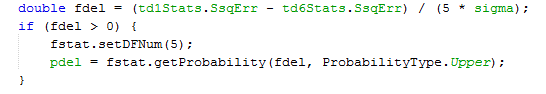 double fdel = (td1Stats.SsqErr - td6Stats.SsqErr) / (5 * sigma);
if (fdel > 0) {
    fstat.setDFNum(5);
    pdel = fstat.getProbability(fdel, ProbabilityType.Upper);
}